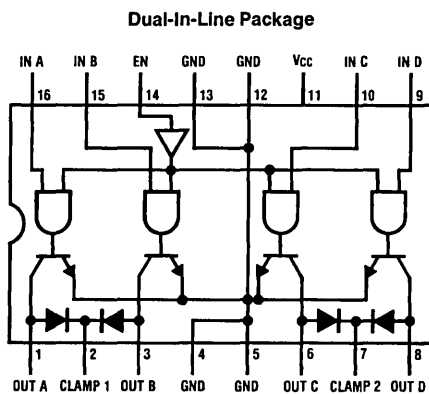 Dual-In-Line Package
IN A IN B EN GND GND VCC IN C IN D
16 15 14 13 12 11 10 9
1 2 3 4 5 6 7 8
OUT A CLAMP 1 OUT B GND GND OUT C CLAMP 2 OUT D